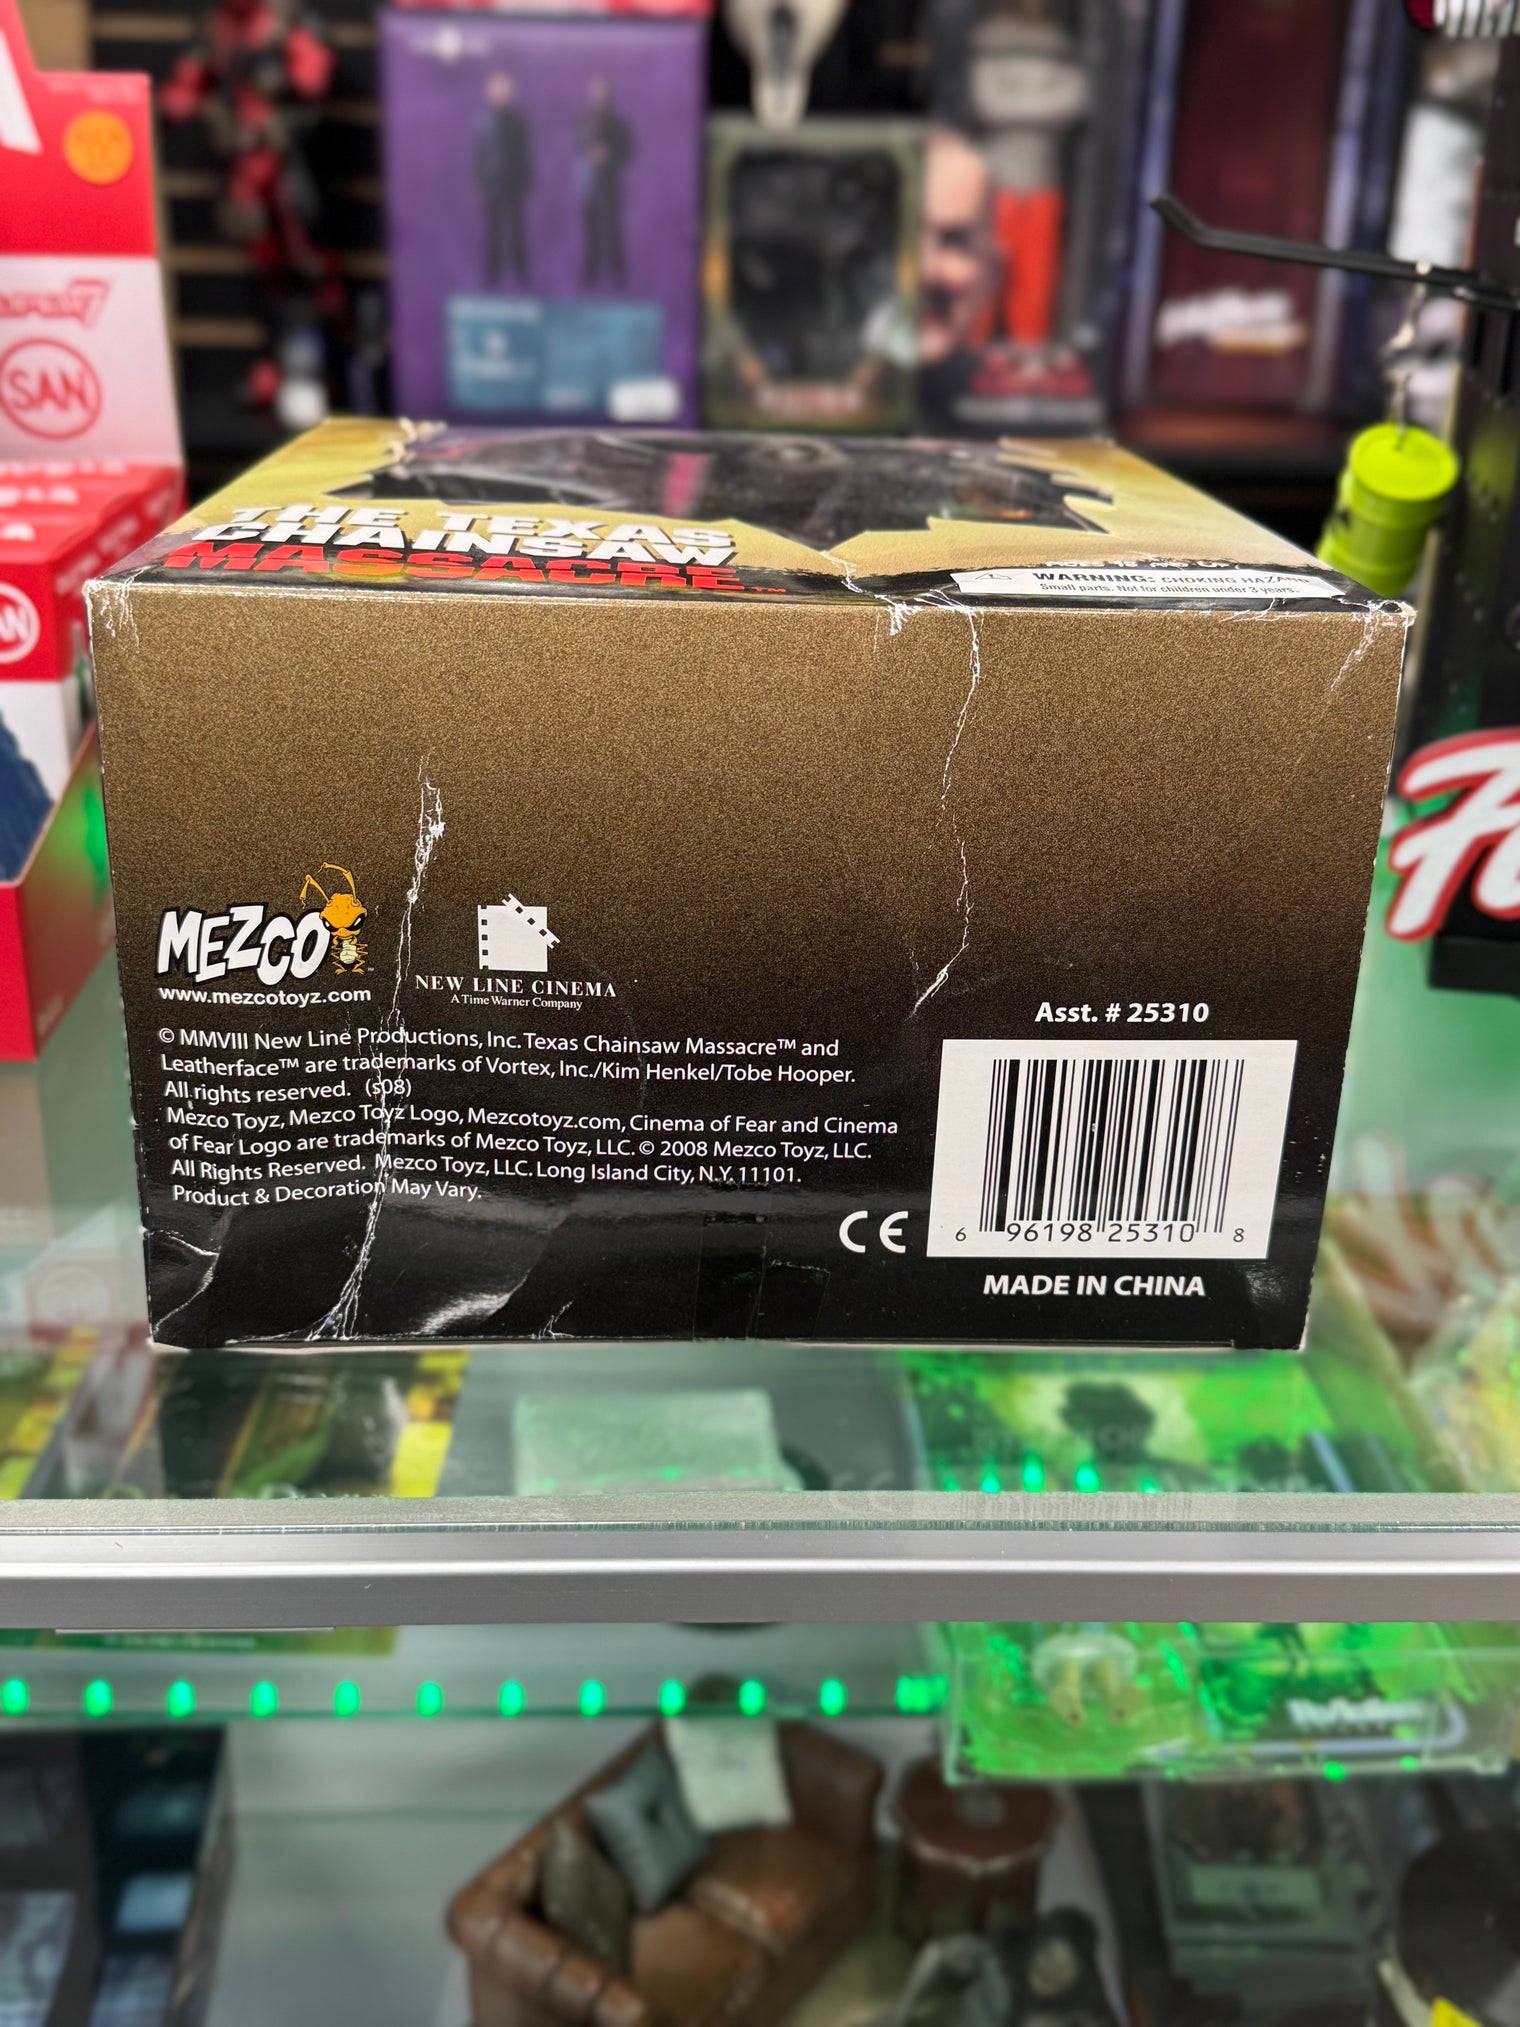 SAN
THE TEXAS
CHAINSAW
MASSACRE™
WARNING: CHOKING HAZARD
Small parts. Not for children under 3 years.
MEZCO
www.mezcotoyz.com
NEW LINE CINEMA
A Time Warner Company
© MMVIII New Line Productions, Inc. Texas Chainsaw Massacre™ and
Leatherface™ are trademarks of Vortex, Inc./Kim Henkel/Tobe Hooper.
All rights reserved. (s08)
Mezco Toyz, Mezco Toyz Logo, Mezcotoyz.com, Cinema of Fear and Cinema
of Fear Logo are trademarks of Mezco Toyz, LLC. © 2008 Mezco Toyz, LLC.
All Rights Reserved. Mezco Toyz, LLC. Long Island City, N.Y. 11101.
Product & Decoration May Vary.
CE
Asst. # 25310
6 96198 25310 8
MADE IN CHINA